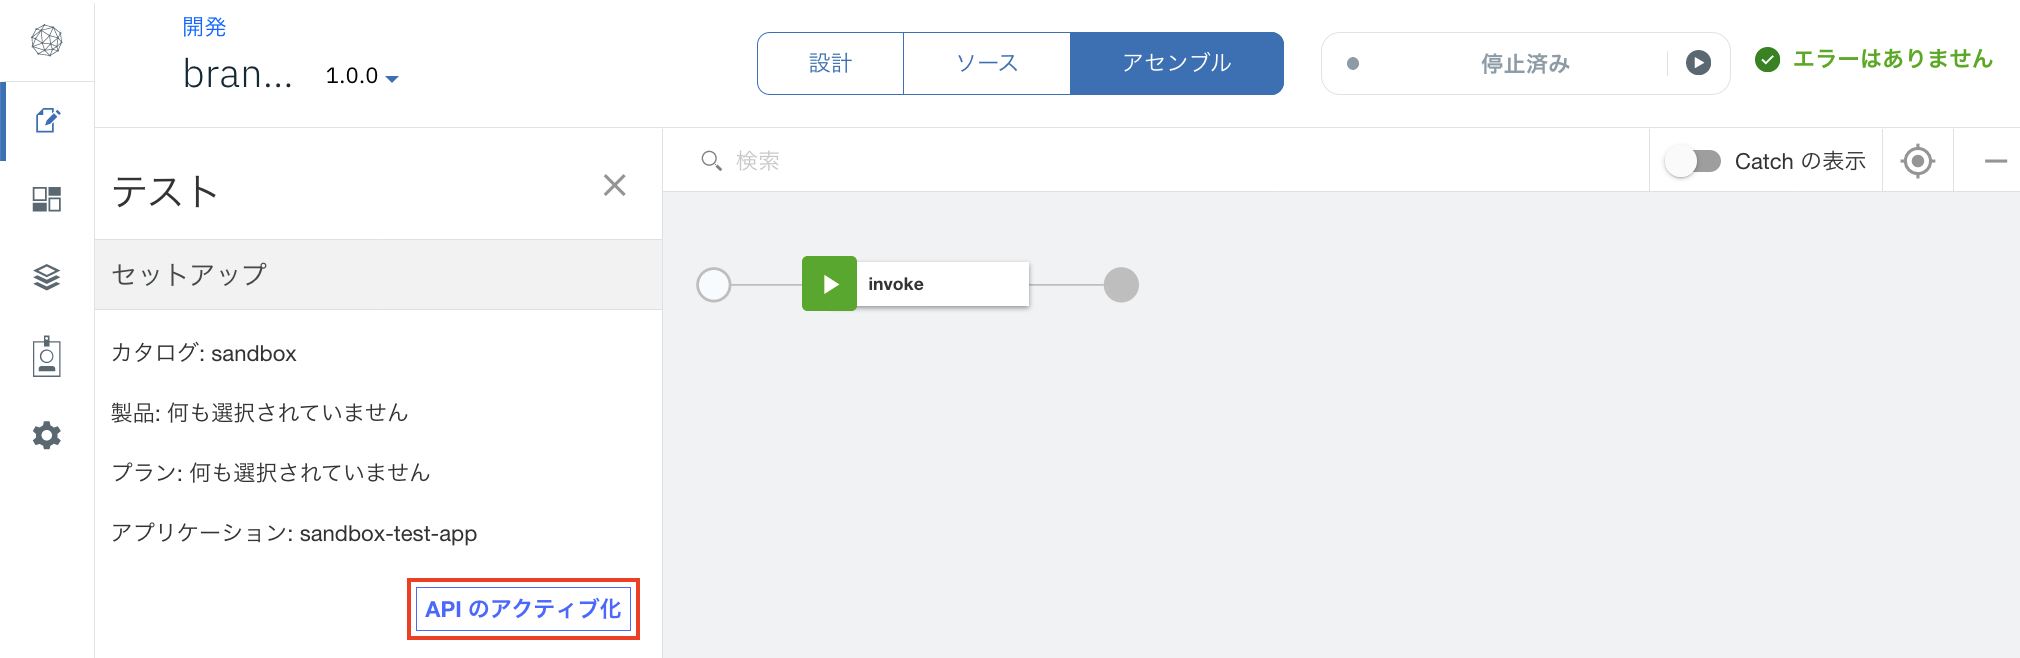 開発
bran...
1.0.0
設計
ソース
アセンブル
停止済み
エラーはありません
テスト
検索
Catch の表示
セットアップ
invoke
カタログ: sandbox
製品: 何も選択されていません
プラン: 何も選択されていません
アプリケーション: sandbox-test-app
API のアクティブ化